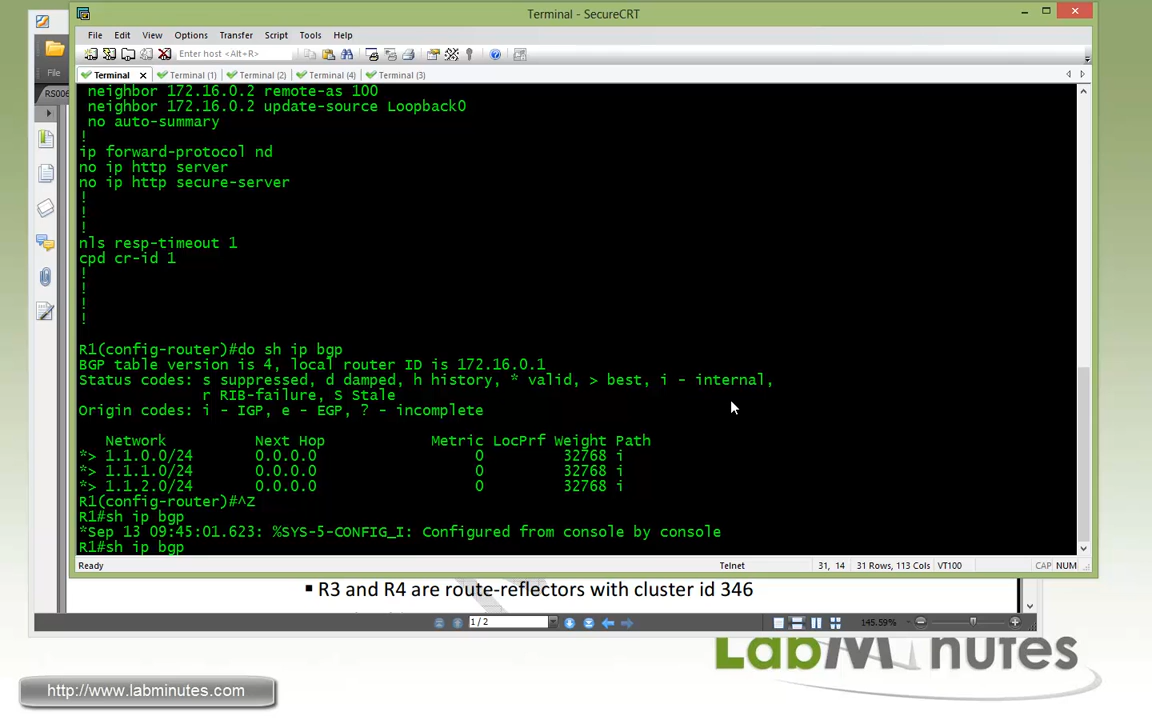 Terminal - SecureCRT
File Edit View Options Transfer Script Tools Help
Enter host <Alt+R>
File
Terminal Terminal (1) Terminal (2) Terminal (4) Terminal (3)
RS006
neighbor 172.16.0.2 remote-as 100
neighbor 172.16.0.2 update-source Loopback0
no auto-summary
!
ip forward-protocol nd
no ip http server
no ip http secure-server
!
!
!
nls resp-timeout 1
cpd cr-id 1
!
!
!
!
R1(config-router)#do sh ip bgp
BGP table version is 4, local router ID is 172.16.0.1
Status codes: s suppressed, d damped, h history, * valid, > best, i - internal,
r RIB-failure, S Stale
Origin codes: i - IGP, e - EGP, ? - incomplete
Network Next Hop Metric LocPrf Weight Path
*> 1.1.0.0/24 0.0.0.0 0 32768 i
*> 1.1.1.0/24 0.0.0.0 0 32768 i
*> 1.1.2.0/24 0.0.0.0 0 32768 i
R1(config-router)#^Z
R1#sh ip bgp
*Sep 13 09:45:01.623: %SYS-5-CONFIG_I: Configured from console by console
R1#sh ip bgp
Ready Telnet 31, 14 31 Rows, 113 Cols VT100 CAP NUM
▪ R3 and R4 are route-reflectors with cluster id 346
1 / 2 145.59%
LabMinutes
http://www.labminutes.com